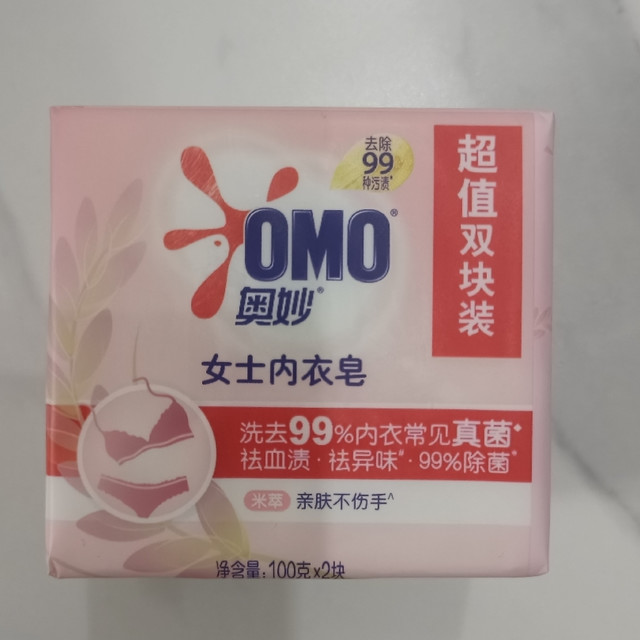 去除
99
种污渍*
OMO®
奥妙®
超值双块装
女士内衣皂
洗去99%内衣常见真菌◆
祛血渍·祛异味#·99%除菌*
米萃 亲肤不伤手^
净含量:100克×2块